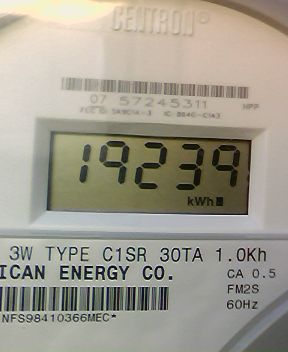 CENTRON®
07 57245311
19239
kWh
3W TYPE C1SR 30TA 1.0Kh
ICAN ENERGY CO.
CA 0.5
FM2S
60Hz
NFS98410366MEC*